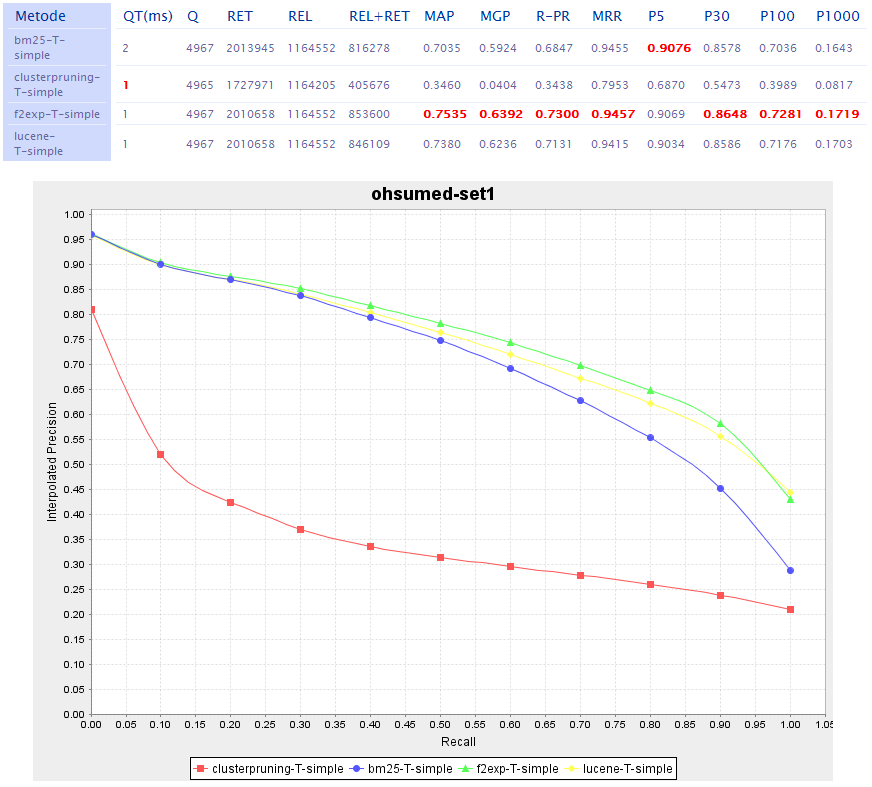 Metode QT(ms) Q RET REL REL+RET MAP MGP R-PR MRR P5 P30 P100 P1000
bm25-T-
simple 2 4967 2013945 1164552 816278 0.7035 0.5924 0.6847 0.9455 0.9076 0.8578 0.7036 0.1643
clusterpruning-
T-simple 1 4965 1727971 1164205 405676 0.3460 0.0404 0.3438 0.7953 0.6870 0.5473 0.3989 0.0817
f2exp-T-simple 1 4967 2010658 1164552 853600 0.7535 0.6392 0.7300 0.9457 0.9069 0.8648 0.7281 0.1719
lucene-
T-simple 1 4967 2010658 1164552 846109 0.7380 0.6236 0.7131 0.9415 0.9034 0.8586 0.7176 0.1703
ohsumed-set1
1.00
0.95
0.90
0.85
0.80
0.75
0.70
0.65
0.60
0.55
0.50
0.45
0.40
0.35
0.30
0.25
0.20
0.15
0.10
0.05
0.00
Interpolated Precision
0.00 0.05 0.10 0.15 0.20 0.25 0.30 0.35 0.40 0.45 0.50 0.55 0.60 0.65 0.70 0.75 0.80 0.85 0.90 0.95 1.00 1.05
Recall
clusterpruning-T-simple bm25-T-simple f2exp-T-simple lucene-T-simple